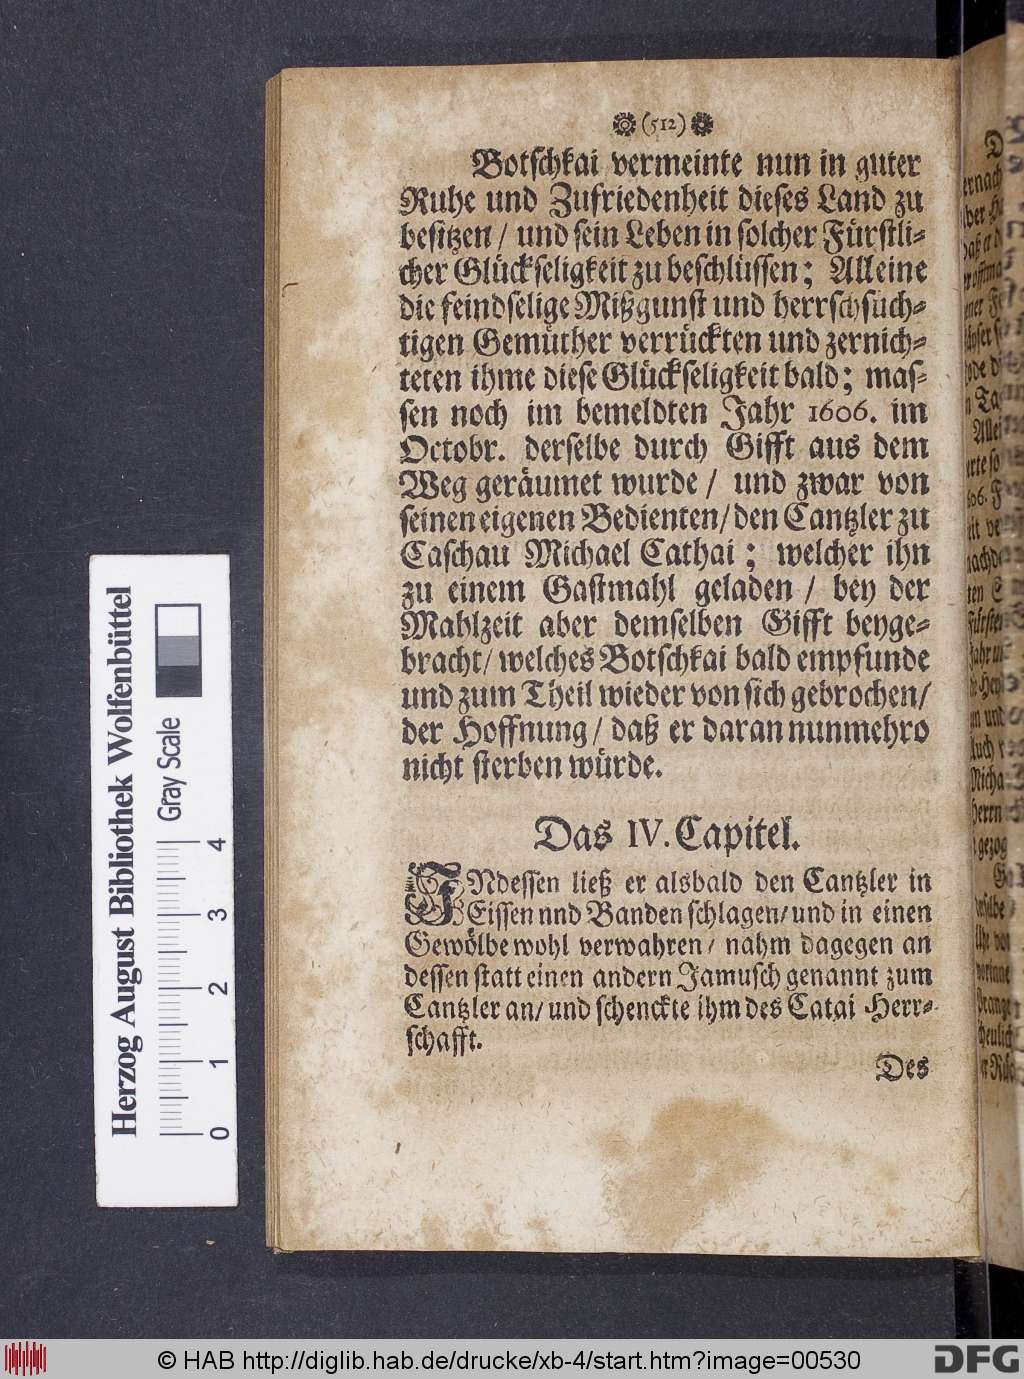 (512)
Botſchkai vermeinte nun in guter
Ruhe und Zufriedenheit dieſes Land zu
beſitzen / und ſein Leben in ſolcher Fürſtli-
cher Glückſeligkeit zu beſchlüſſen; Alleine
die feindſelige Mißgunſt und herrſchſüch-
tigen Gemüther verrückten und zernich-
teten ihme dieſe Glückſeligkeit bald; maſ-
ſen noch im bemeldten Jahr 1606. im
Octobr. derſelbe durch Gifft aus dem
Weg geräumet wurde / und zwar von
ſeinen eigenen Bedienten / den Cantzler zu
Caſchau Michael Cathai; welcher ihn
zu einem Gaſtmahl geladen / bey der
Mahlzeit aber demſelben Gifft beyge-
bracht / welches Botſchkai bald empfunde
und zum Theil wieder von ſich gebrochen /
der Hoffnung / daß er daran nunmehro
nicht ſterben würde.
Das IV. Capitel.
INdeſſen ließ er alsbald den Cantzler in
Eiſſen nnd Banden ſchlagen / und in einen
Gewölbe wohl verwahren / nahm dagegen an
deſſen ſtatt einen andern Jamuſch genannt zum
Cantzler an / und ſchenckte ihm des Catai Herr-
ſchafft.
Des
Herzog August Bibliothek Wolfenbüttel
Gray Scale
0 1 2 3 4
© HAB http://diglib.hab.de/drucke/xb-4/start.htm?image=00530
DFG